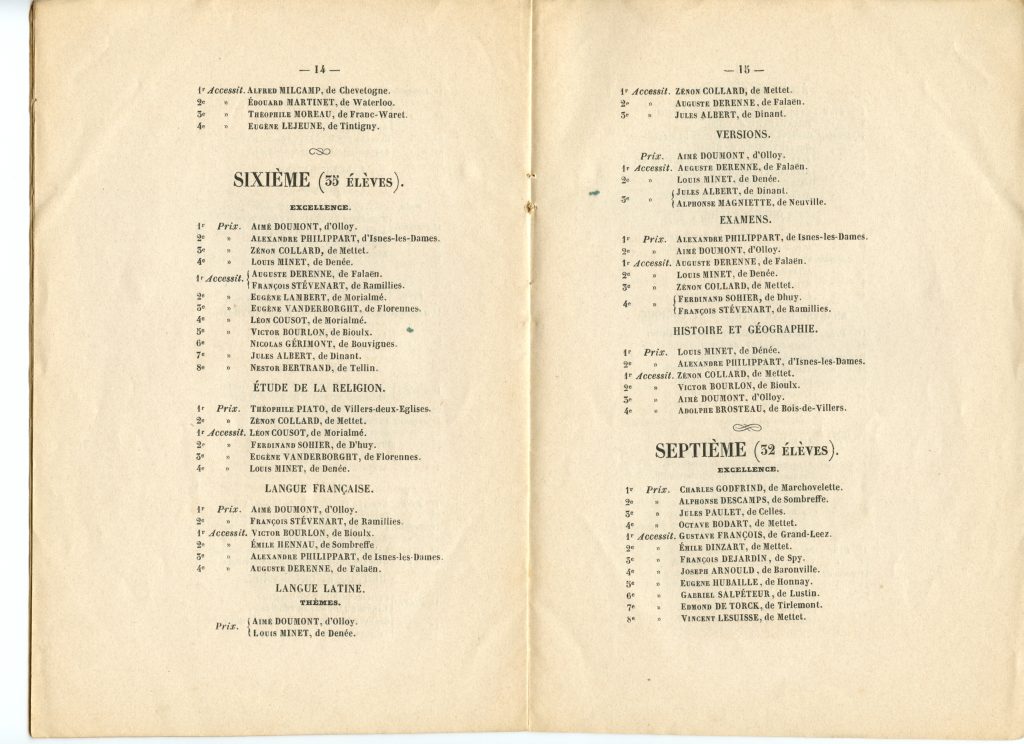 — 14 —
1r Accessit. ALFRED MILCAMP, de Chevetogne.
2e » ÉDOUARD MARTINET, de Waterloo.
3e » THÉOPHILE MOREAU, de Franc-Waret.
4e » EUGÈNE LEJEUNE, de Tintigny.
SIXIÈME (35 ÉLÈVES).
EXCELLENCE.
1r Prix. AIMÉ DOUMONT, d'Olloy.
2e » ALEXANDRE PHILIPPART, d'Isnes-les-Dames.
3e » ZÉNON COLLARD, de Mettet.
4e » LOUIS MINET, de Denée.
1r Accessit. { AUGUSTE DERENNE, de Falaën.
FRANÇOIS STÉVENART, de Ramillies.
2e » EUGÈNE LAMBERT, de Morialmé.
3e » EUGÈNE VANDERBORGHT, de Florennes.
4e » LÉON COUSOT, de Morialmé.
5e » VICTOR BOURLON, de Bioulx.
6e NICOLAS GÉRIMONT, de Bouvignes.
7e » JULES ALBERT, de Dinant.
8e » NESTOR BERTRAND, de Tellin.
ÉTUDE DE LA RELIGION.
1r Prix. THÉOPHILE PIATO, de Villers-deux-Eglises.
2e » ZÉNON COLLARD, de Mettet.
1r Accessit. LÉON COUSOT, de Morialmé.
2e » FERDINAND SOHIER, de D'huy.
3e » EUGÈNE VANDERBORGHT, de Florennes.
4e » LOUIS MINET, de Denée.
LANGUE FRANÇAISE.
1r Prix. AIMÉ DOUMONT, d'Olloy.
2e » FRANÇOIS STÉVENART, de Ramillies.
1r Accessit. VICTOR BOURLON, de Bioulx.
2e » ÉMILE HENNAU, de Sombreffe
3e » ALEXANDRE PHILIPPART, de Isnes-les-Dames.
4e » AUGUSTE DERENNE, de Falaën.
LANGUE LATINE.
THÈMES.
Prix. { AIMÉ DOUMONT, d'Olloy.
LOUIS MINET, de Denée.
— 15 —
1r Accessit. ZÉNON COLLARD, de Mettet.
2e » AUGUSTE DERENNE, de Falaën.
3e » JULES ALBERT, de Dinant.
VERSIONS.
Prix. AIMÉ DOUMONT, d'Olloy.
1r Accessit. AUGUSTE DERENNE, de Falaën.
2e » LOUIS MINET, de Denée.
3e » { JULES ALBERT, de Dinant.
ALPHONSE MAGNIETTE, de Neuville.
EXAMENS.
1r Prix. ALEXANDRE PHILIPPART, de Isnes-les-Dames.
2e » AIMÉ DOUMONT, d'Olloy.
1r Accessit. AUGUSTE DERENNE, de Falaën.
2e » LOUIS MINET, de Denée.
3e » ZÉNON COLLARD, de Mettet.
4e » { FERDINAND SOHIER, de Dhuy.
FRANÇOIS STÉVENART, de Ramillies.
HISTOIRE ET GÉOGRAPHIE.
1r Prix. LOUIS MINET, de Dénée.
2e » ALEXANDRE PHILIPPART, d'Isnes-les-Dames.
1r Accessit. ZÉNON COLLARD, de Mettet.
2e » VICTOR BOURLON, de Bioulx.
3e » AIMÉ DOUMONT, d'Olloy.
4e » ADOLPHE BROSTEAU, de Bois-de-Villers.
SEPTIÈME (32 ÉLÈVES).
EXCELLENCE.
1r Prix. CHARLES GODFRIND, de Marchovelette.
2e » ALPHONSE DESCAMPS, de Sombreffe.
3e » JULES PAULET, de Celles.
4e » OCTAVE BODART, de Mettet.
1r Accessit. GUSTAVE FRANÇOIS, de Grand-Leez.
2e » ÉMILE DINZART, de Mettet.
3e » FRANÇOIS DEJARDIN, de Spy.
4e » JOSEPH ARNOULD, de Baronville.
5e » EUGÈNE HUBAILLE, de Honnay.
6e » GABRIEL SALPÉTEUR, de Lustin.
7e » EDMOND DE TORCK, de Tirlemont.
8e » VINCENT LESUISSE, de Mettet.